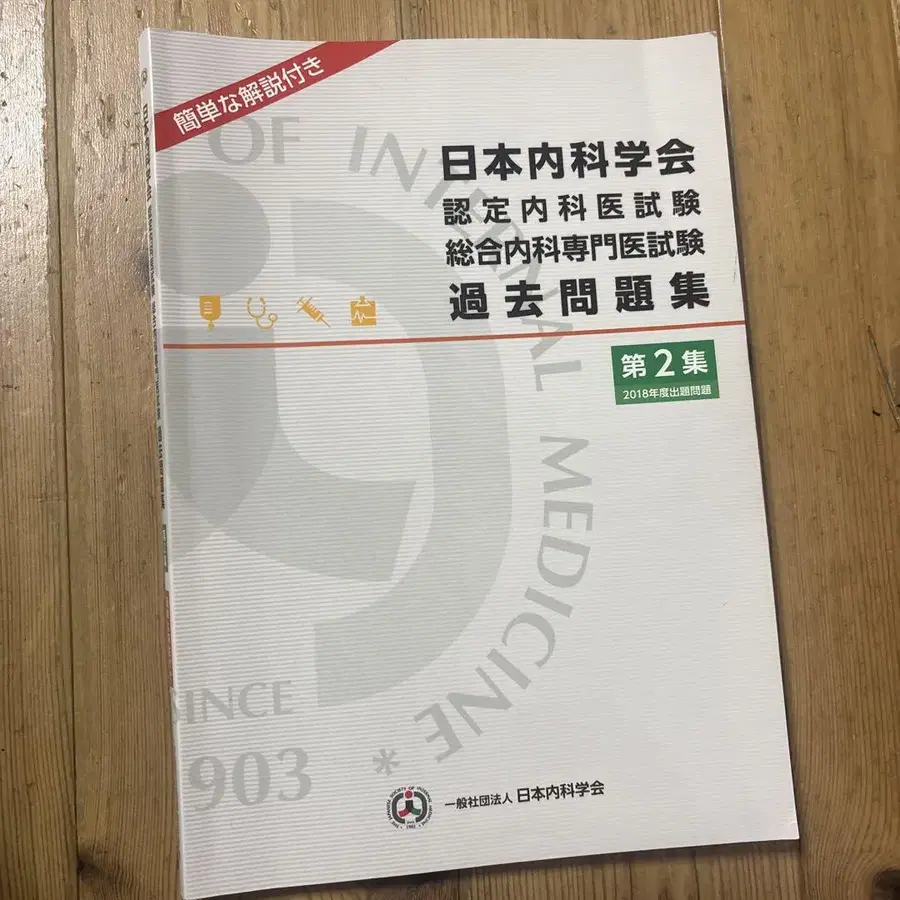 簡単な解説付き
OF INTERNAL MEDICINE *
日本内科学会
認定内科医試験
総合内科専門医試験
過去問題集
第2集
2018年度出題問題
SINCE
903
一般社団法人 日本内科学会